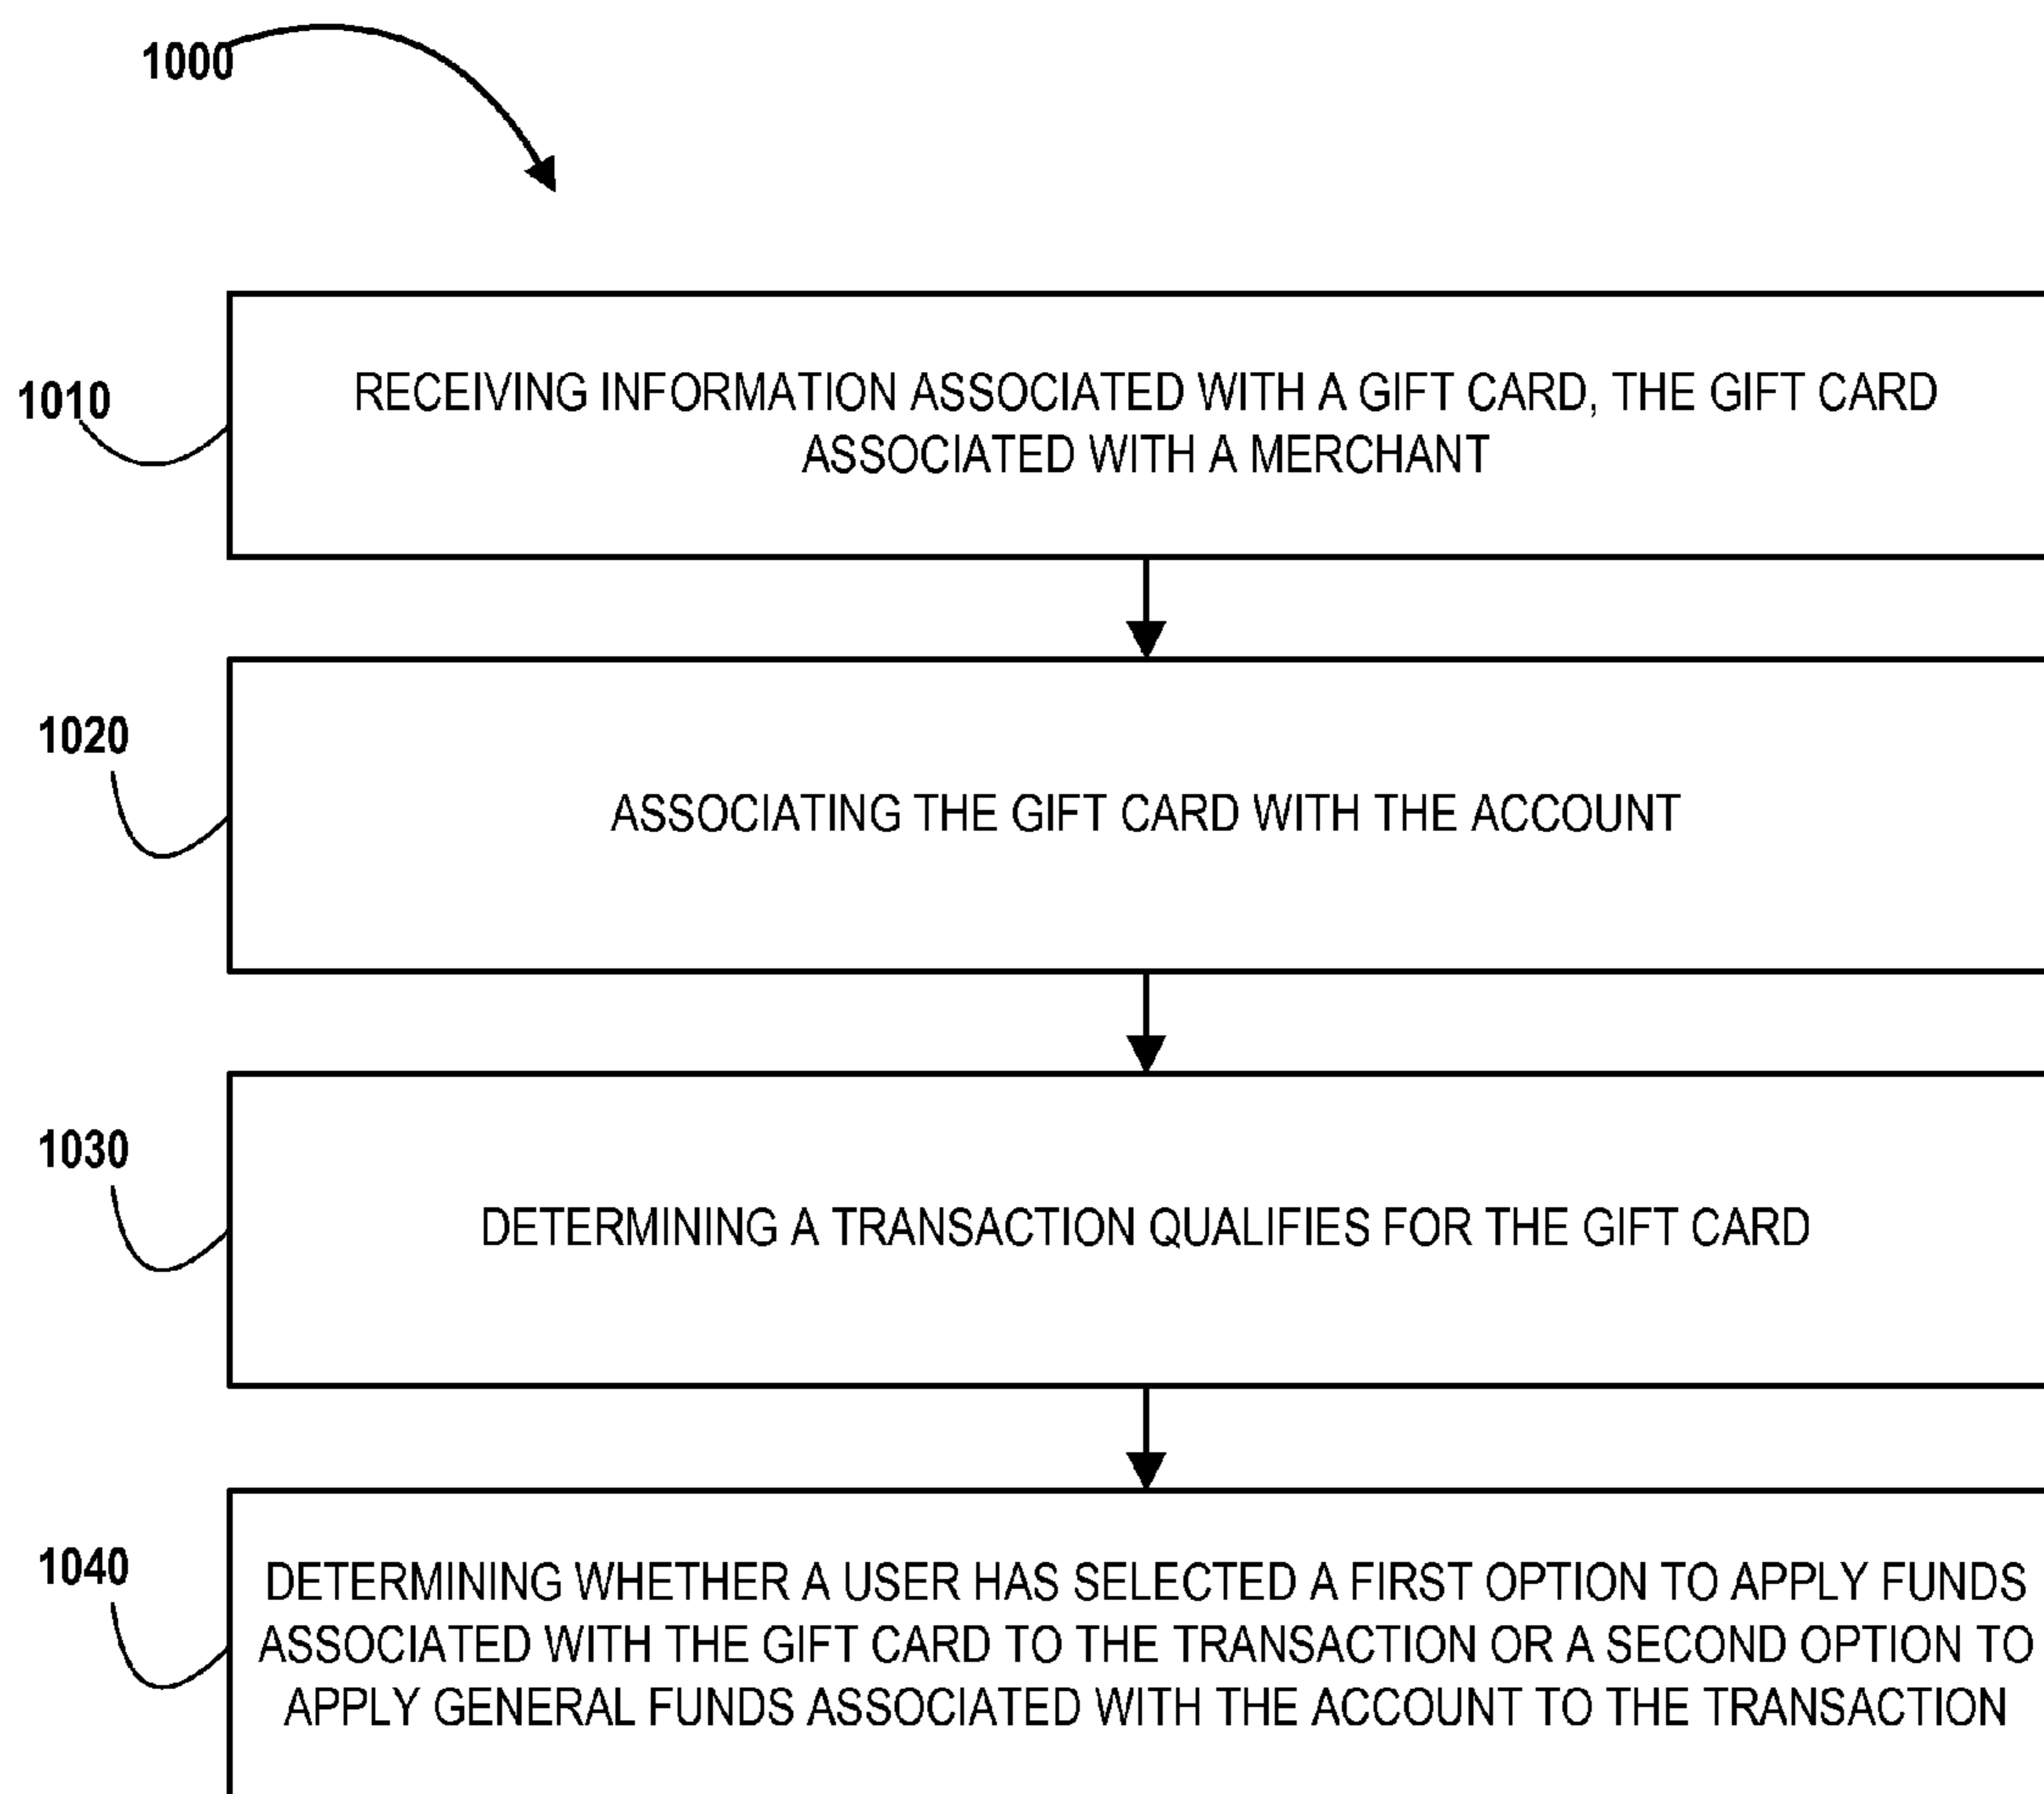 1000
1010
RECEIVING INFORMATION ASSOCIATED WITH A GIFT CARD, THE GIFT CARD
ASSOCIATED WITH A MERCHANT
1020
ASSOCIATING THE GIFT CARD WITH THE ACCOUNT
1030
DETERMINING A TRANSACTION QUALIFIES FOR THE GIFT CARD
1040
DETERMINING WHETHER A USER HAS SELECTED A FIRST OPTION TO APPLY FUNDS
ASSOCIATED WITH THE GIFT CARD TO THE TRANSACTION OR A SECOND OPTION TO
APPLY GENERAL FUNDS ASSOCIATED WITH THE ACCOUNT TO THE TRANSACTION